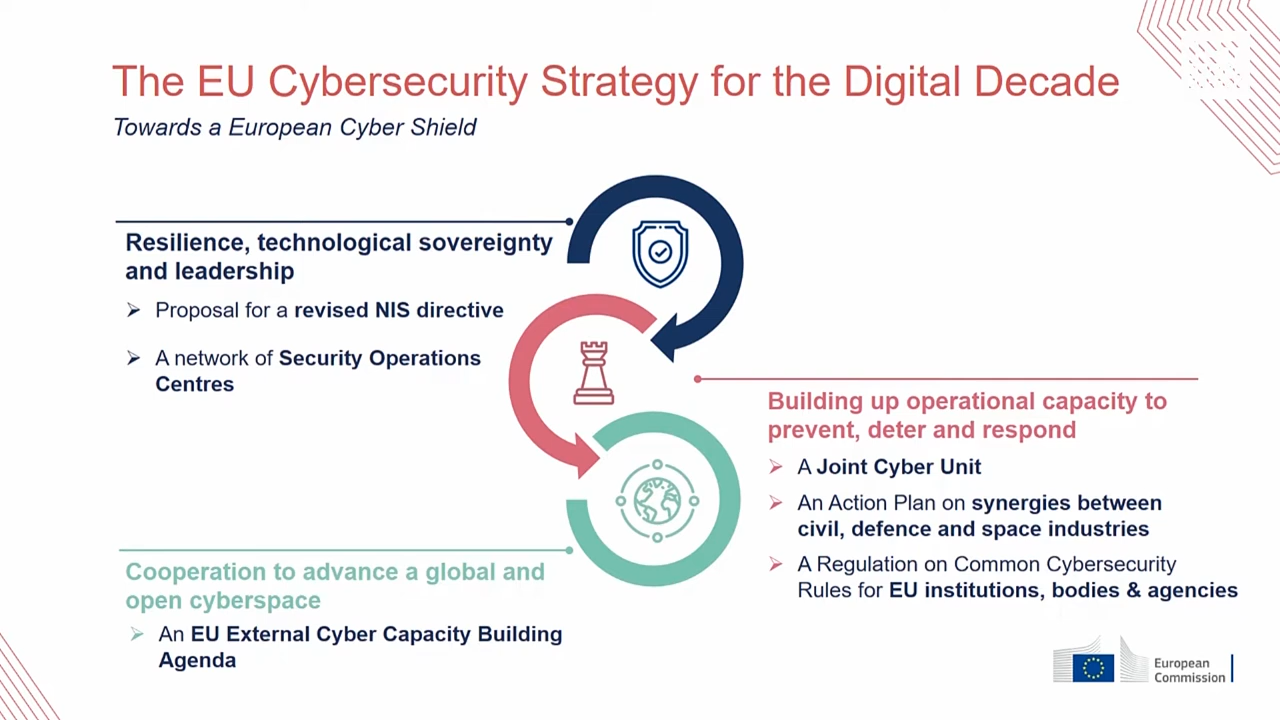 The EU Cybersecurity Strategy for the Digital Decade
Towards a European Cyber Shield
Resilience, technological sovereignty
and leadership
Proposal for a revised NIS directive
A network of Security Operations
Centres
Building up operational capacity to
prevent, deter and respond
A Joint Cyber Unit
An Action Plan on synergies between
civil, defence and space industries
A Regulation on Common Cybersecurity
Rules for EU institutions, bodies & agencies
Cooperation to advance a global and
open cyberspace
An EU External Cyber Capacity Building
Agenda
European
Commission